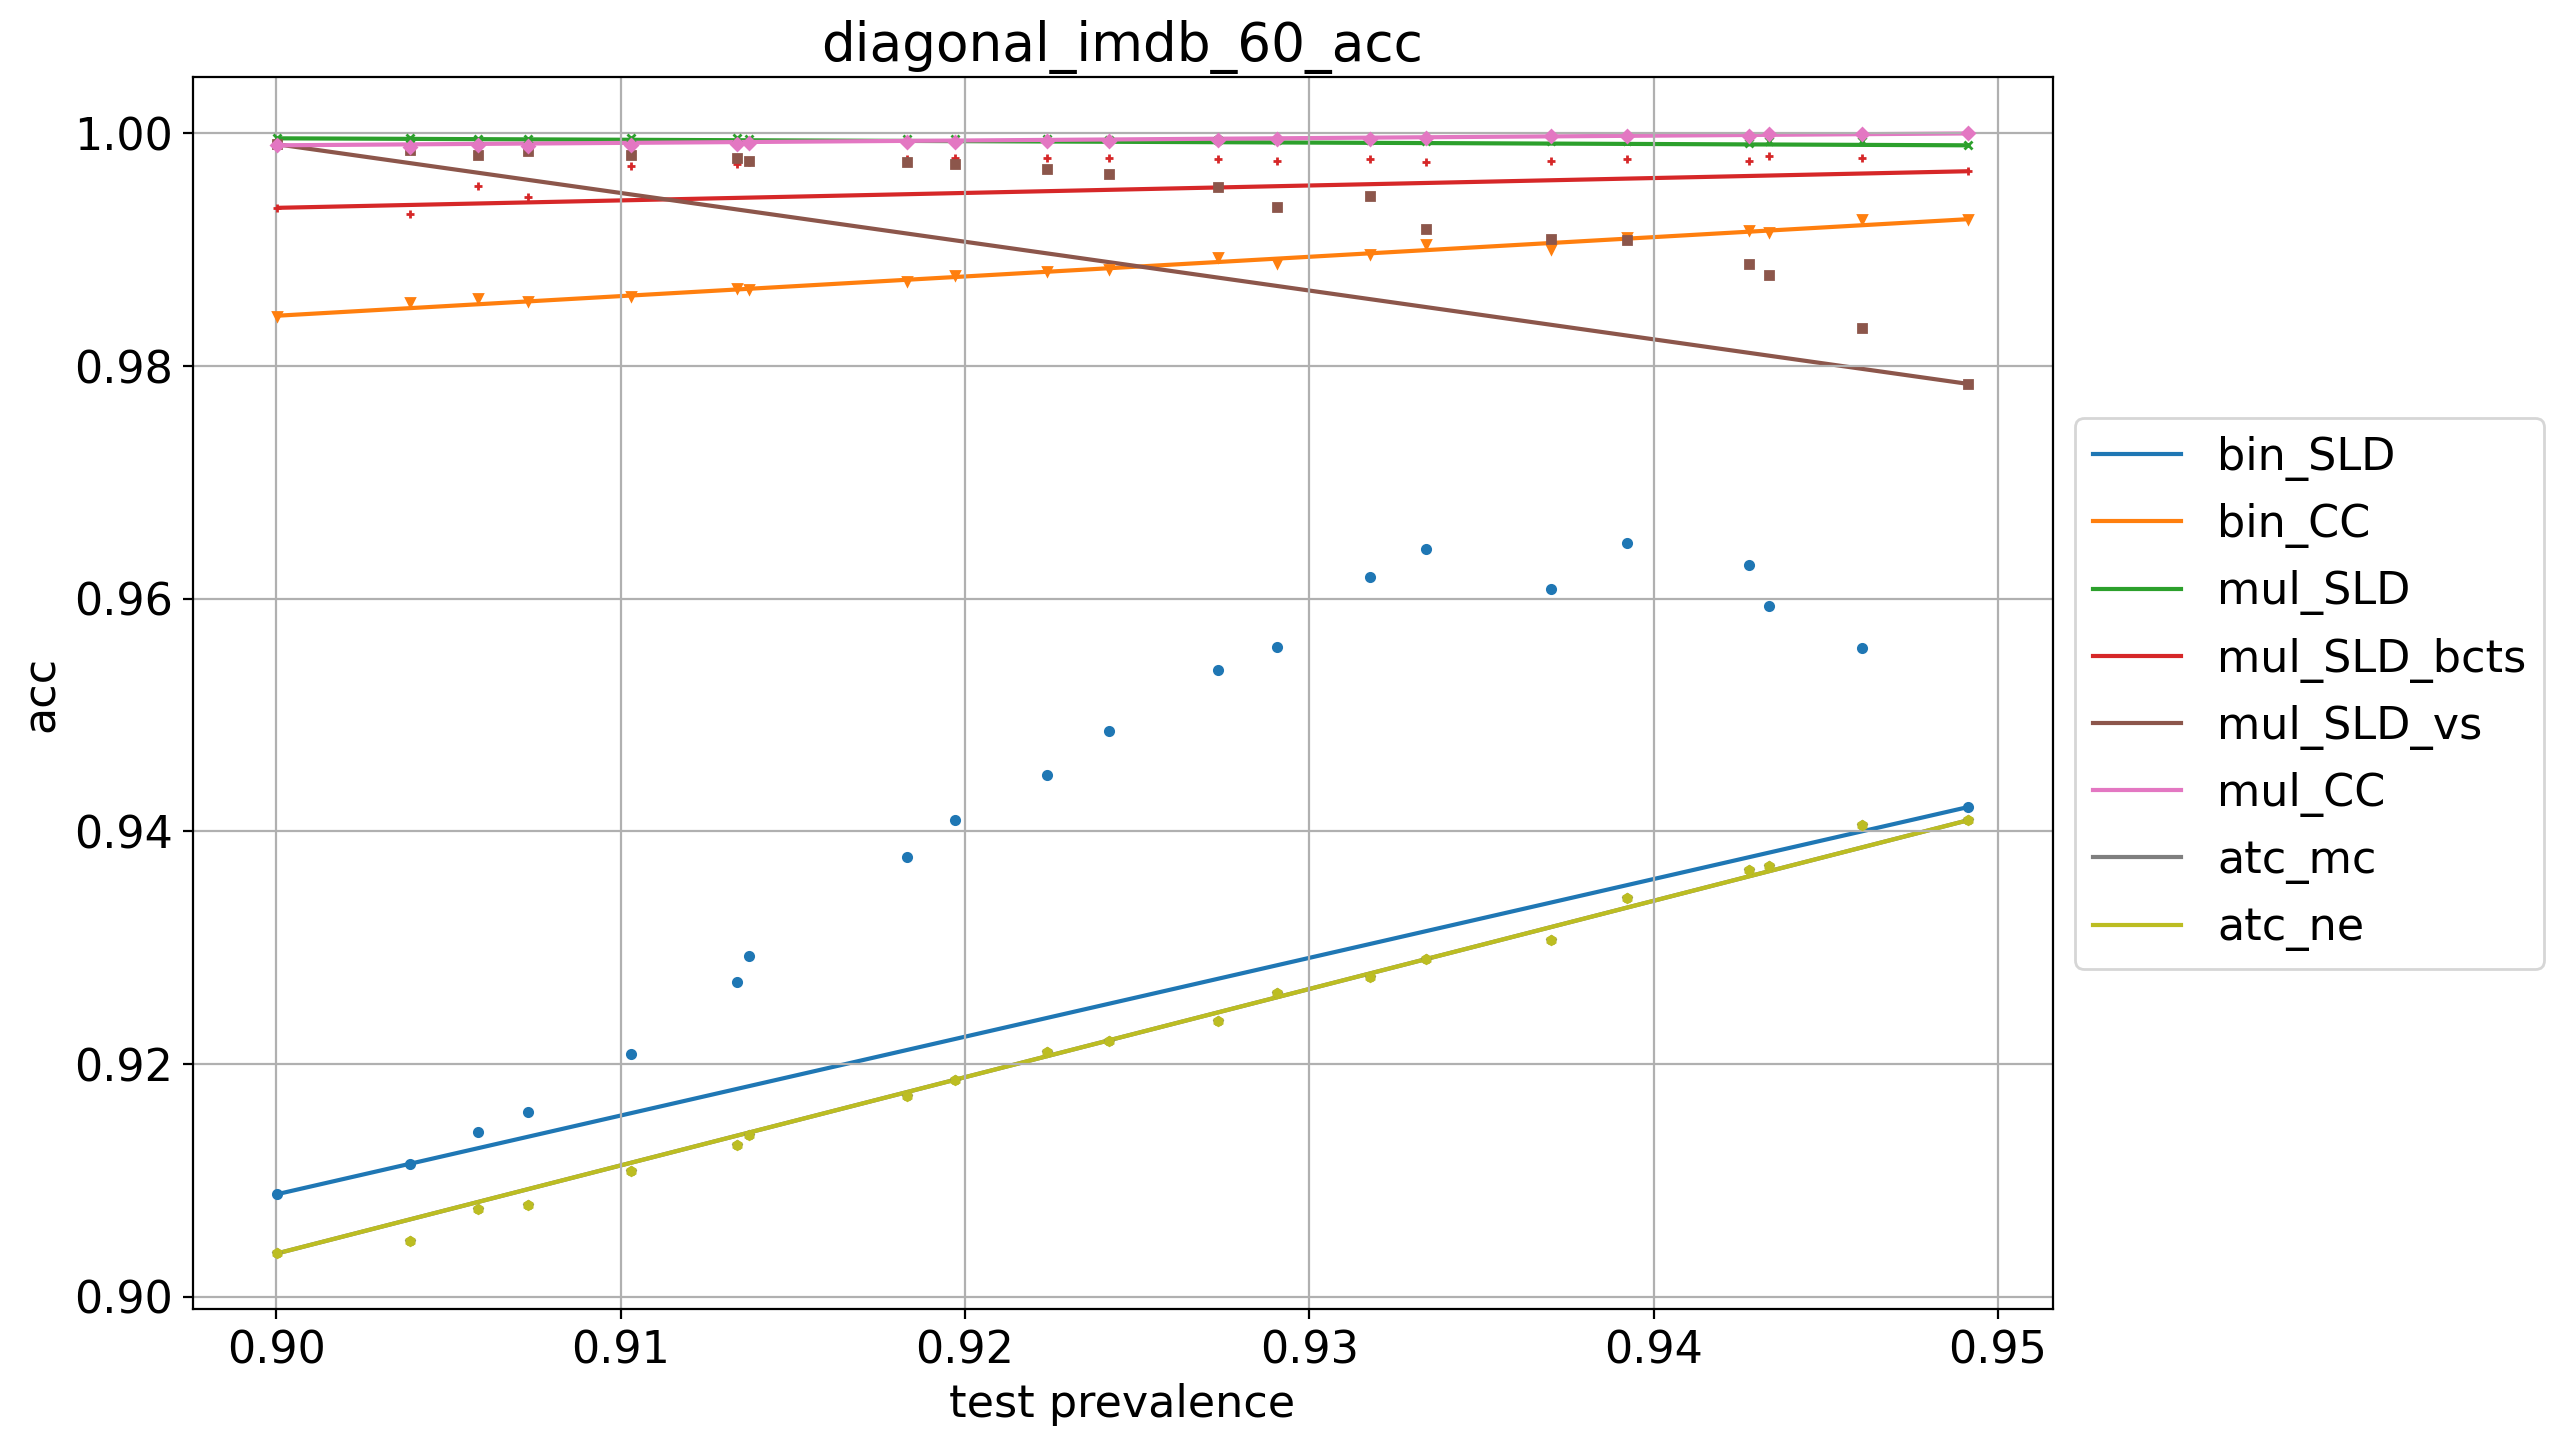 diagonal_imdb_60_acc
1.00
0.98
0.96
0.94
0.92
0.90
acc
0.90 0.91 0.92 0.93 0.94 0.95
test prevalence
bin_SLD
bin_CC
mul_SLD
mul_SLD_bcts
mul_SLD_vs
mul_CC
atc_mc
atc_ne